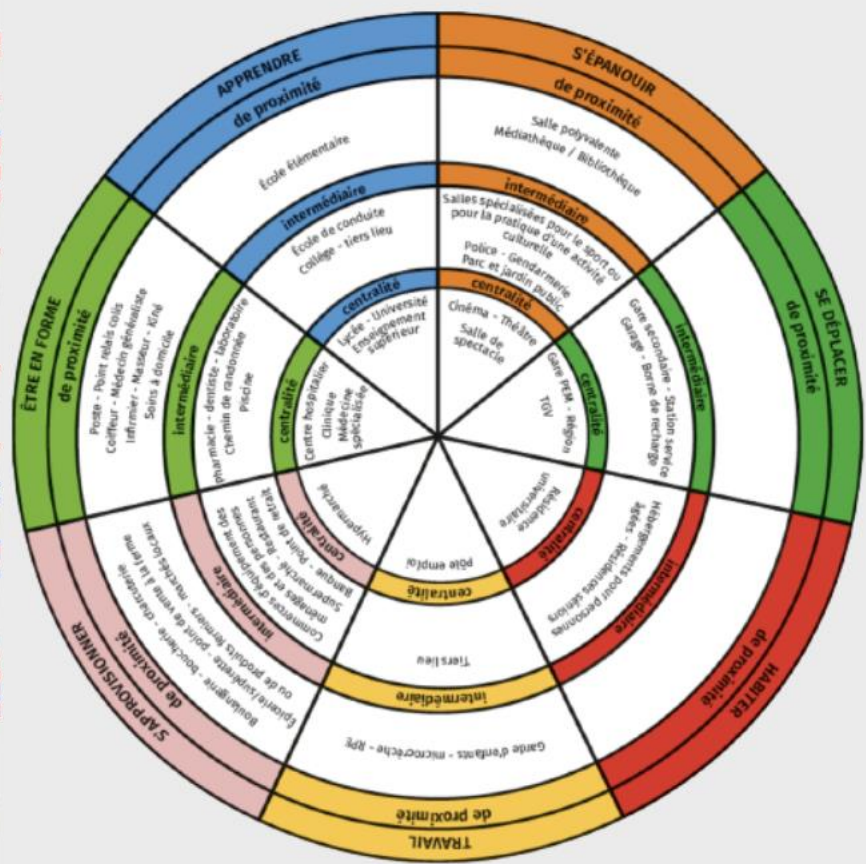 APPRENDRE
de proximité
École élémentaire
intermédiaire
École de conduite
Collège - tiers lieu
centralité
Lycée - Université
Enseignement
supérieur
S'ÉPANOUIR
de proximité
Salle polyvalente
Médiathèque / Bibliothèque
intermédiaire
Salles spécialisées pour le sport ou
pour la pratique d'une activité
culturelle
Police - Gendarmerie
Parc et jardin public
centralité
Cinéma - Théâtre
Salle de
spectacle
SE DÉPLACER
de proximité
intermédiaire
Gare secondaire - Station service
Garage - Borne de recharge
centralité
Gare PEM - Région
TGV
HABITER
de proximité
intermédiaire
Hébergements pour personnes
âgées - Résidences séniors
centralité
Résidence
universitaire
TRAVAIL
de proximité
Garde d'enfants - microcrèche - RPE
intermédiaire
Tiers lieu
centralité
pôle emploi
S'APPROVISIONNER
de proximité
Boulangerie - boucherie - charcuterie
Épicerie/supérette - point de vente à la ferme
ou de produits fermiers - marchés locaux
intermédiaire
Commerces d'équipement des
ménages et des personnes
Supermarché - Restaurant
Banque - Point de retrait
centralité
Hypermarché
ÊTRE EN FORME
de proximité
Poste - Point relais colis
Coiffeur - Médecin généraliste
Infirmier - Masseur - Kiné
Soins à domicile
intermédiaire
pharmacie - dentiste - laboratoire
Chemin de randonnée
Piscine
centralité
Centre hospitalier
Clinique
Médecine
spécialisée